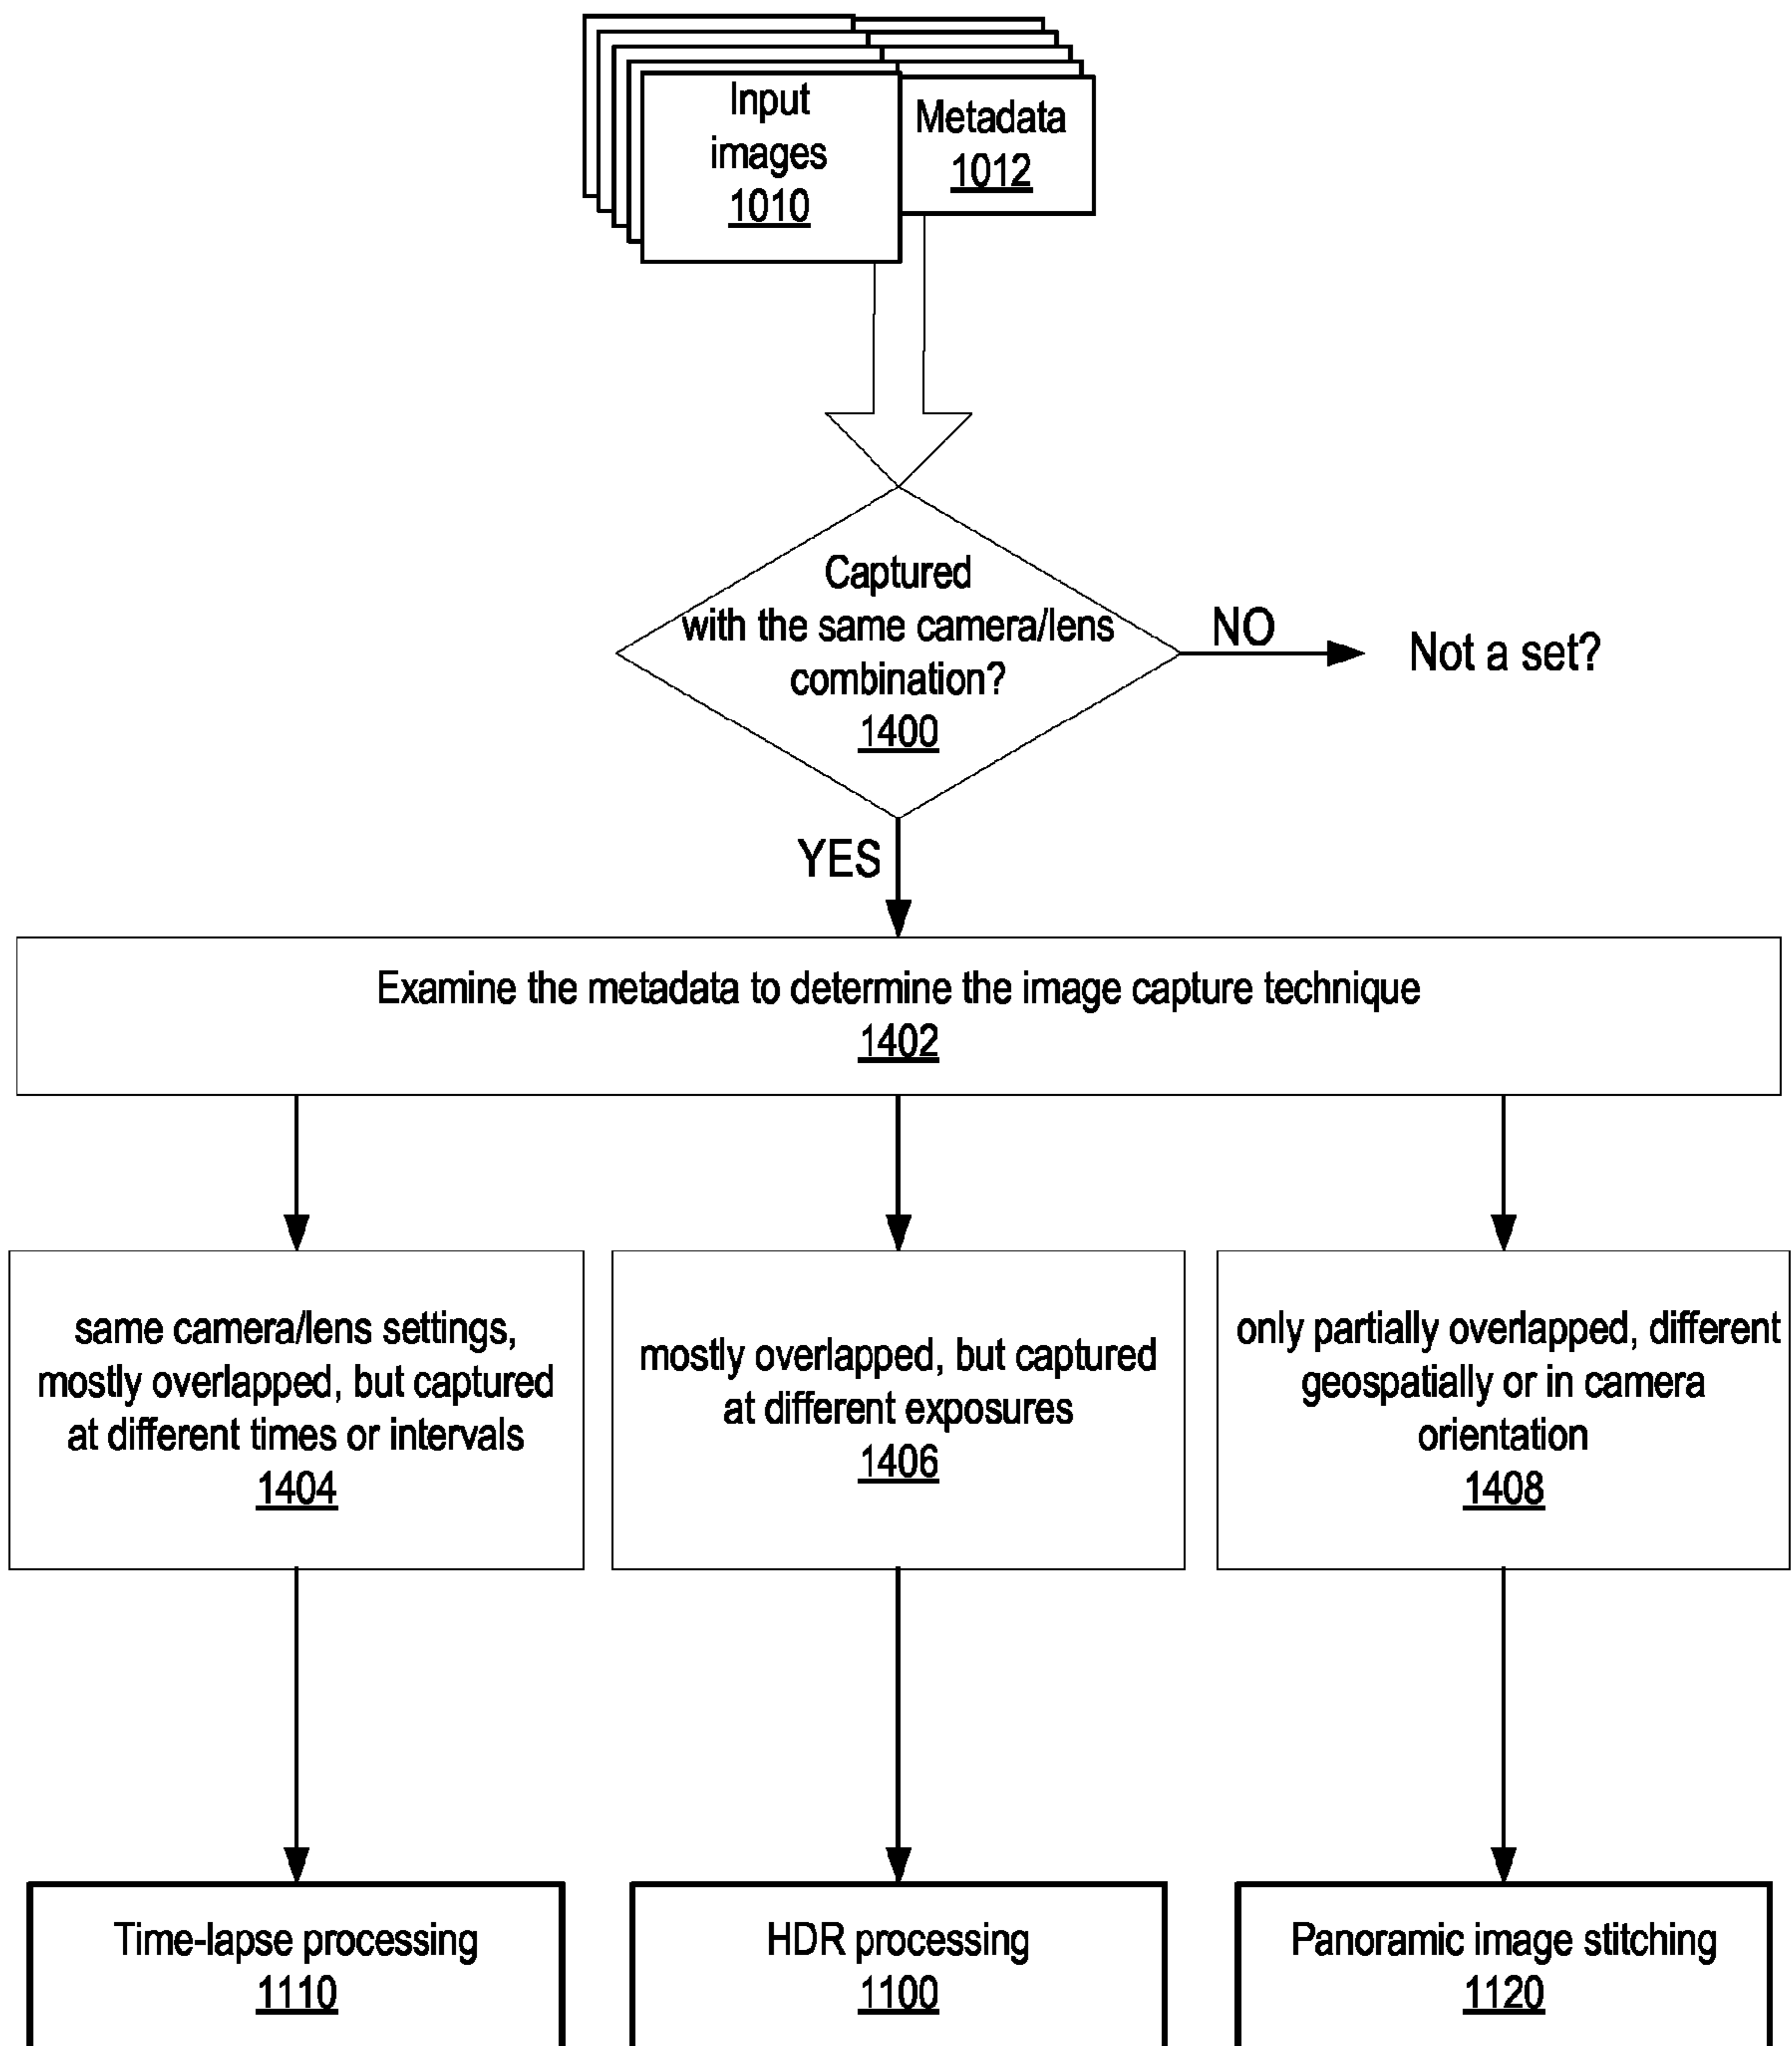 Input
images
1010
Metadata
1012
Captured
with the same camera/lens
combination?
1400
NO
Not a set?
YES
Examine the metadata to determine the image capture technique
1402
same camera/lens settings,
mostly overlapped, but captured
at different times or intervals
1404
mostly overlapped, but captured
at different exposures
1406
only partially overlapped, different
geospatially or in camera
orientation
1408
Time-lapse processing
1110
HDR processing
1100
Panoramic image stitching
1120